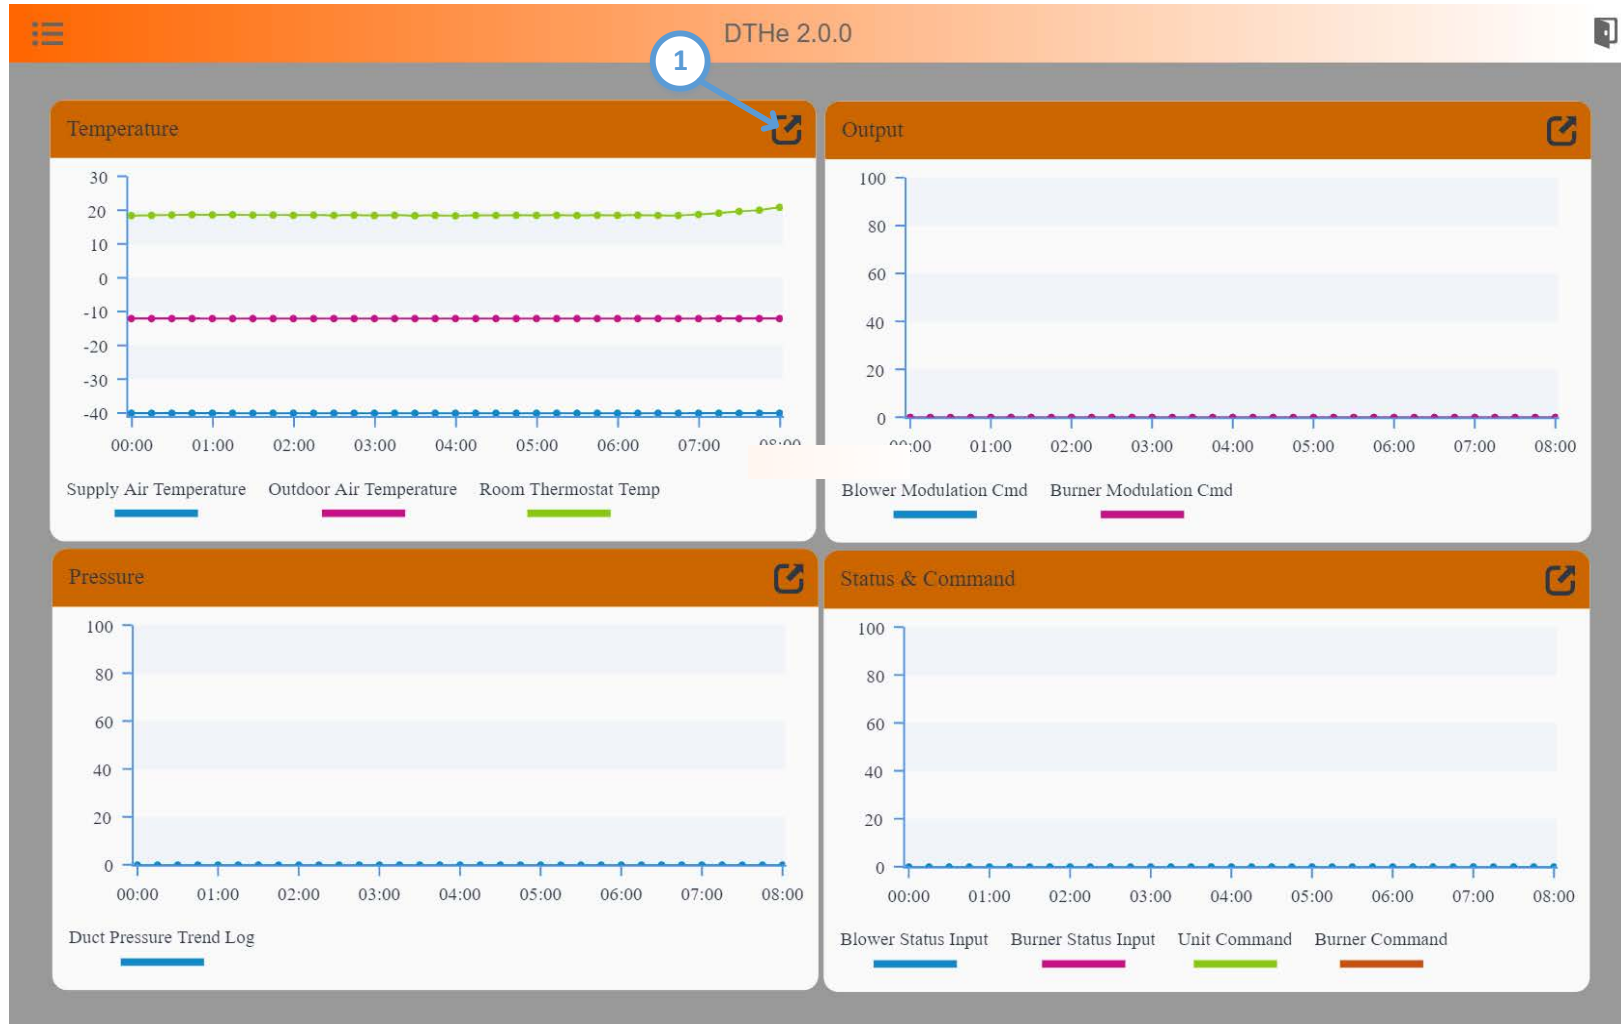 DTHe 2.0.0
1
Temperature
30
20
10
0
-10
-20
-30
-40
00:00 01:00 02:00 03:00 04:00 05:00 06:00 07:00 08:00
Supply Air Temperature Outdoor Air Temperature Room Thermostat Temp
Output
100
80
60
40
20
0
00:00 01:00 02:00 03:00 04:00 05:00 06:00 07:00 08:00
Blower Modulation Cmd Burner Modulation Cmd
Pressure
100
80
60
40
20
0
00:00 01:00 02:00 03:00 04:00 05:00 06:00 07:00 08:00
Duct Pressure Trend Log
Status & Command
100
80
60
40
20
0
00:00 01:00 02:00 03:00 04:00 05:00 06:00 07:00 08:00
Blower Status Input Burner Status Input Unit Command Burner Command